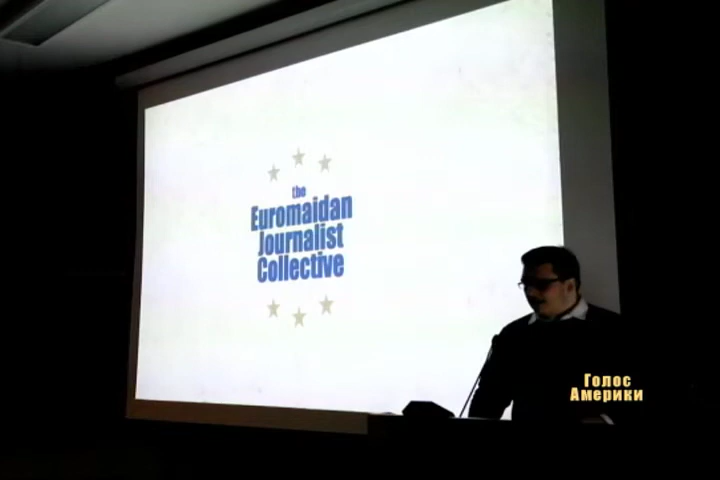 the
Euromaidan
Journalist
Collective
Голос
Америки